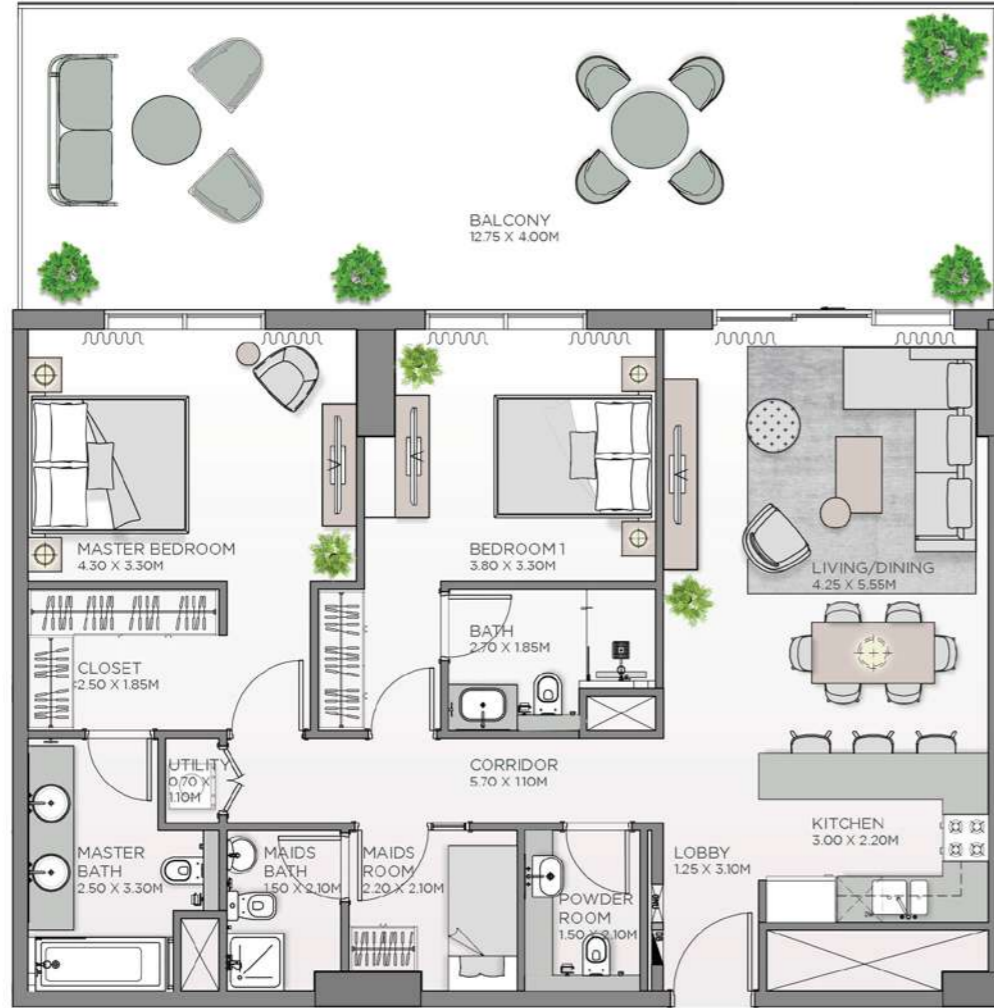 BALCONY
12.75 X 4.00M
MASTER BEDROOM
4.30 X 3.30M
BEDROOM 1
3.80 X 3.30M
LIVING/DINING
4.25 X 5.55M
CLOSET
2.50 X 1.85M
BATH
2.70 X 1.85M
UTILITY
0.70 X
1.10M
CORRIDOR
5.70 X 1.10M
KITCHEN
3.00 X 2.20M
MASTER
BATH
2.50 X 3.30M
MAIDS
BATH
1.50 X 2.10M
MAIDS
ROOM
2.20 X 2.10M
POWDER
ROOM
1.50 X 2.10M
LOBBY
1.25 X 3.10M